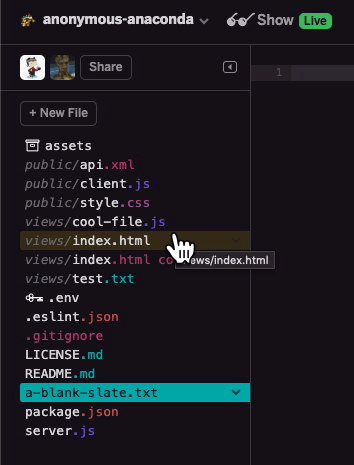 anonymous-anaconda
Show Live
Share
+ New File
1
assets
public/api.xml
public/client.js
public/style.css
views/cool-file.js
views/index.html
views/index.html co
views/index.html
views/test.txt
.env
.eslint.json
.gitignore
LICENSE.md
README.md
a-blank-slate.txt
package.json
server.js